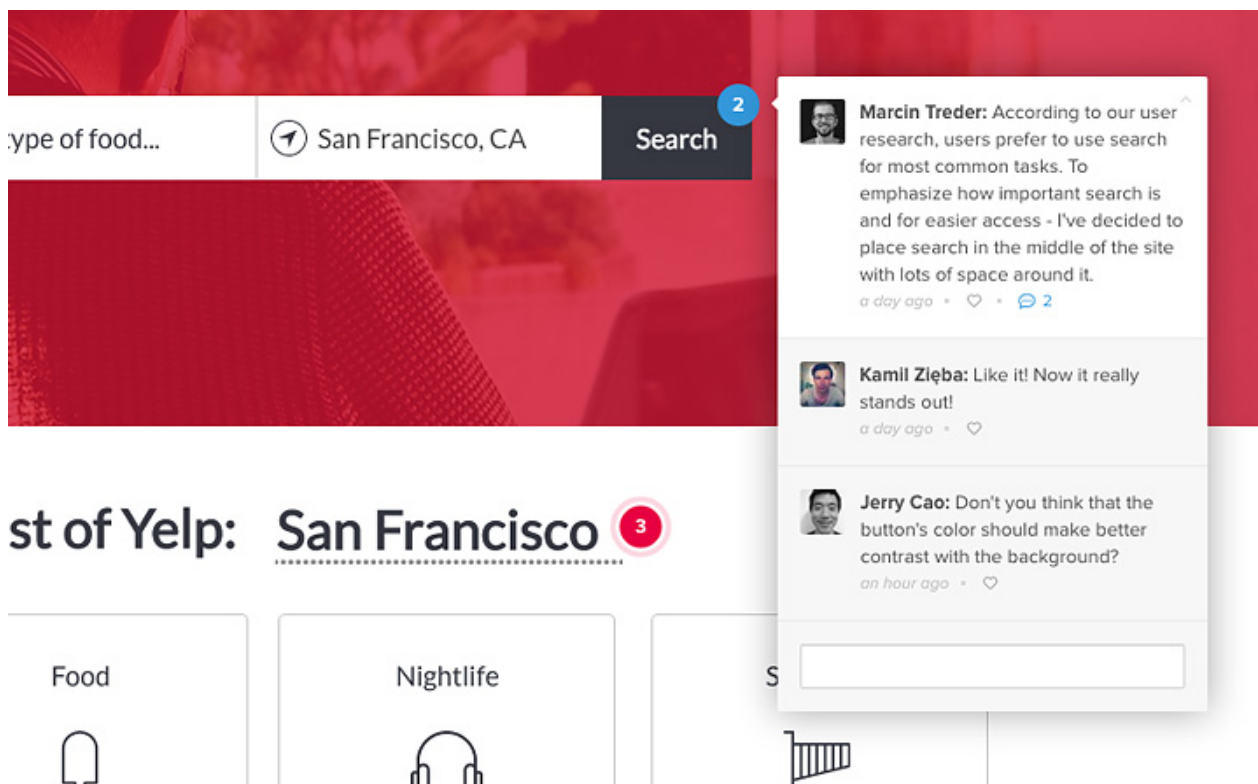 ype of food...
San Francisco, CA
Search
2
Marcin Treder: According to our user
research, users prefer to use search
for most common tasks. To
emphasize how important search is
and for easier access - I've decided to
place search in the middle of the site
with lots of space around it.
a day ago
2
Kamil Zięba: Like it! Now it really
stands out!
a day ago
Jerry Cao: Don't you think that the
button's color should make better
contrast with the background?
an hour ago
st of Yelp: San Francisco
3
Food
Nightlife
S